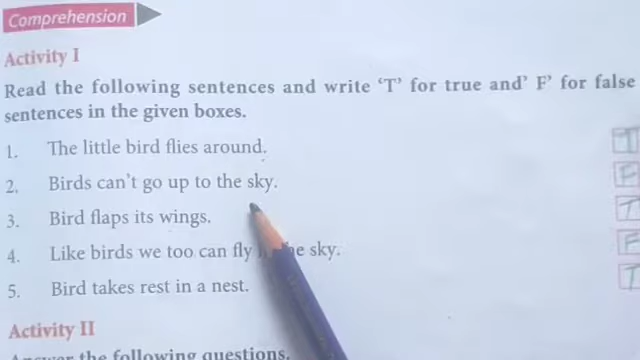 Comprehension
Activity I
Read the following sentences and write ‘T’ for true and’ F’ for false
sentences in the given boxes.
1. The little bird flies around. T
2. Birds can’t go up to the sky. F
3. Bird flaps its wings. T
4. Like birds we too can fly the sky. F
5. Bird takes rest in a nest. T
Activity II
Answer the following questions.